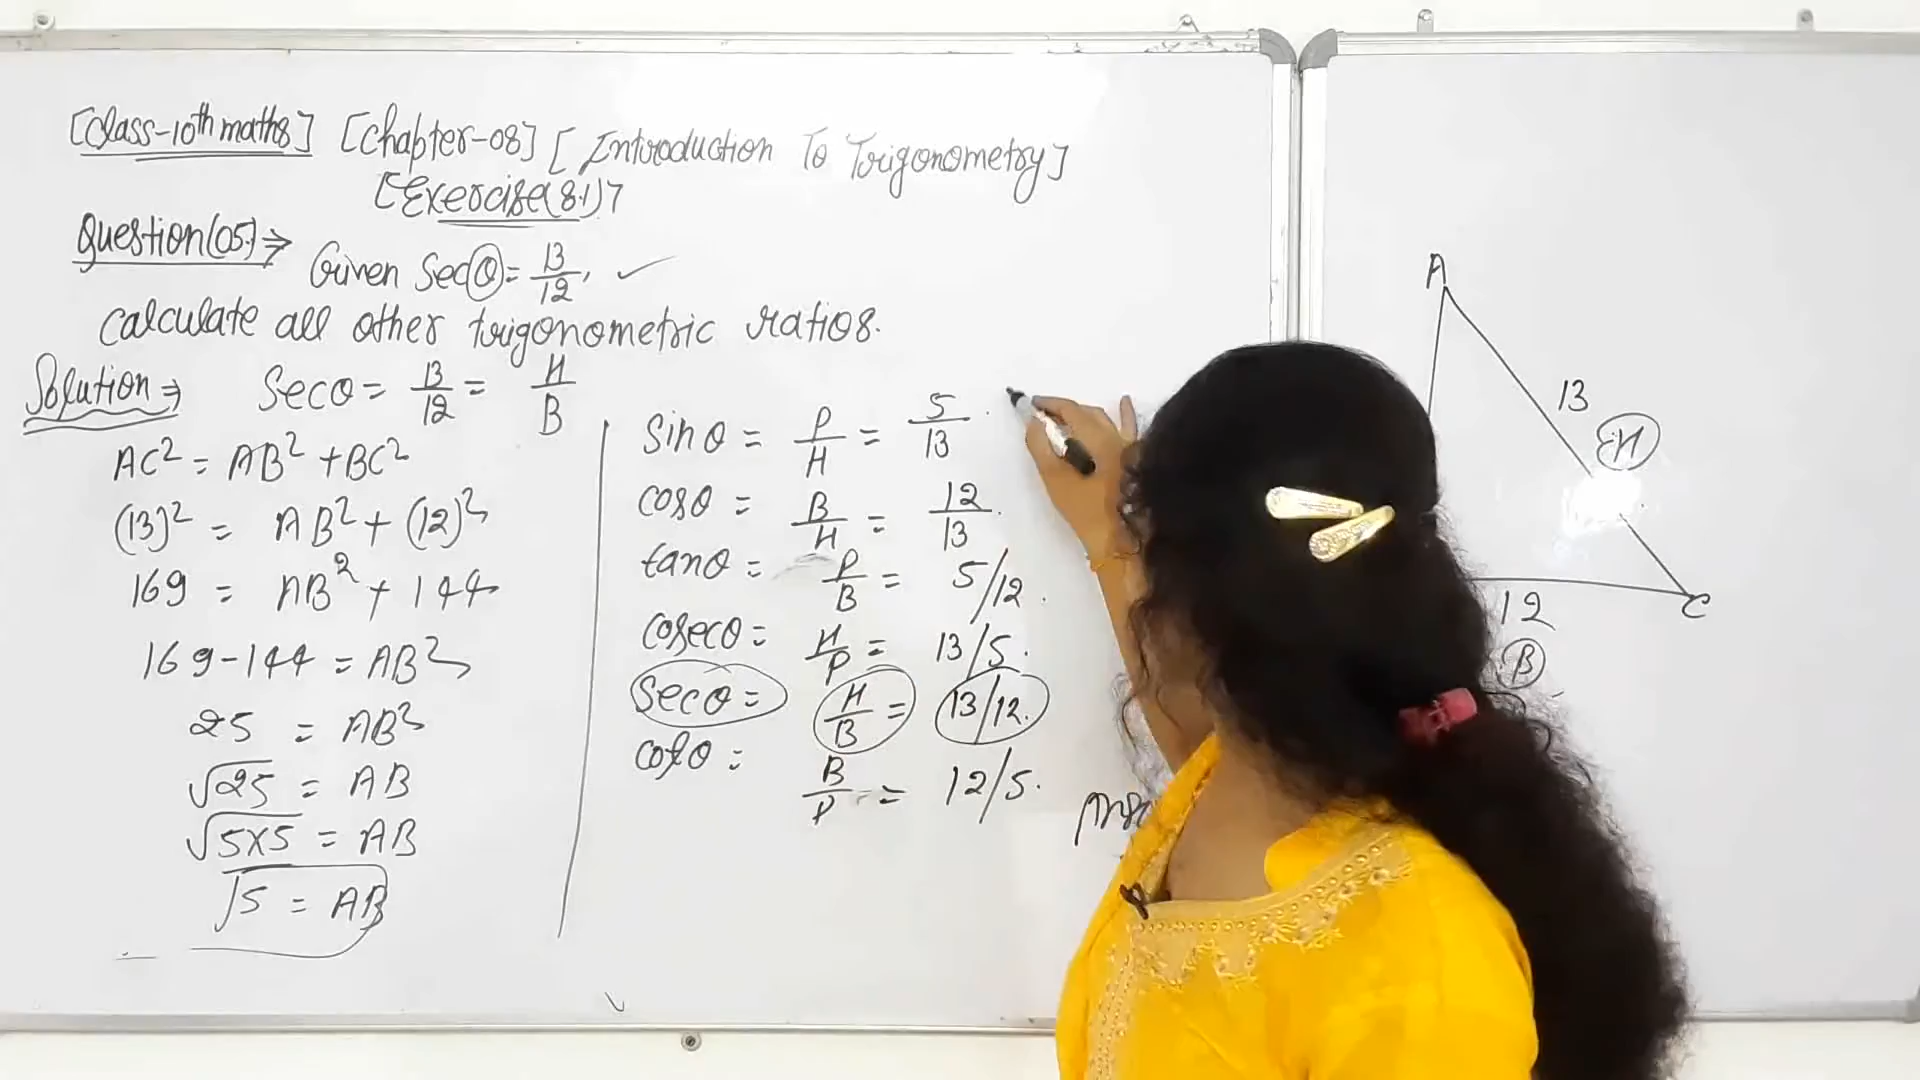 [Class-10th maths] [Chapter-08] [Introduction To Trigonometry]
[Exercise(8.1)]
Question(05)⇒ Given Secθ = 13/12, ✓
Calculate all other trigonometric ratios.
Solution⇒ Secθ = 13/12 = H/B
AC² = AB² + BC²
(13)² = AB² + (12)²
169 = AB² + 144
169-144 = AB²
25 = AB²
√25 = AB
√5×5 = AB
5 = AB
Sinθ = P/H = 5/13.
cosθ = B/H = 12/13.
tanθ = P/B = 5/12.
cosecθ = H/P = 13/5.
Secθ = H/B = 13/12.
cotθ = B/P = 12/5.
A
13
H
12
C
B